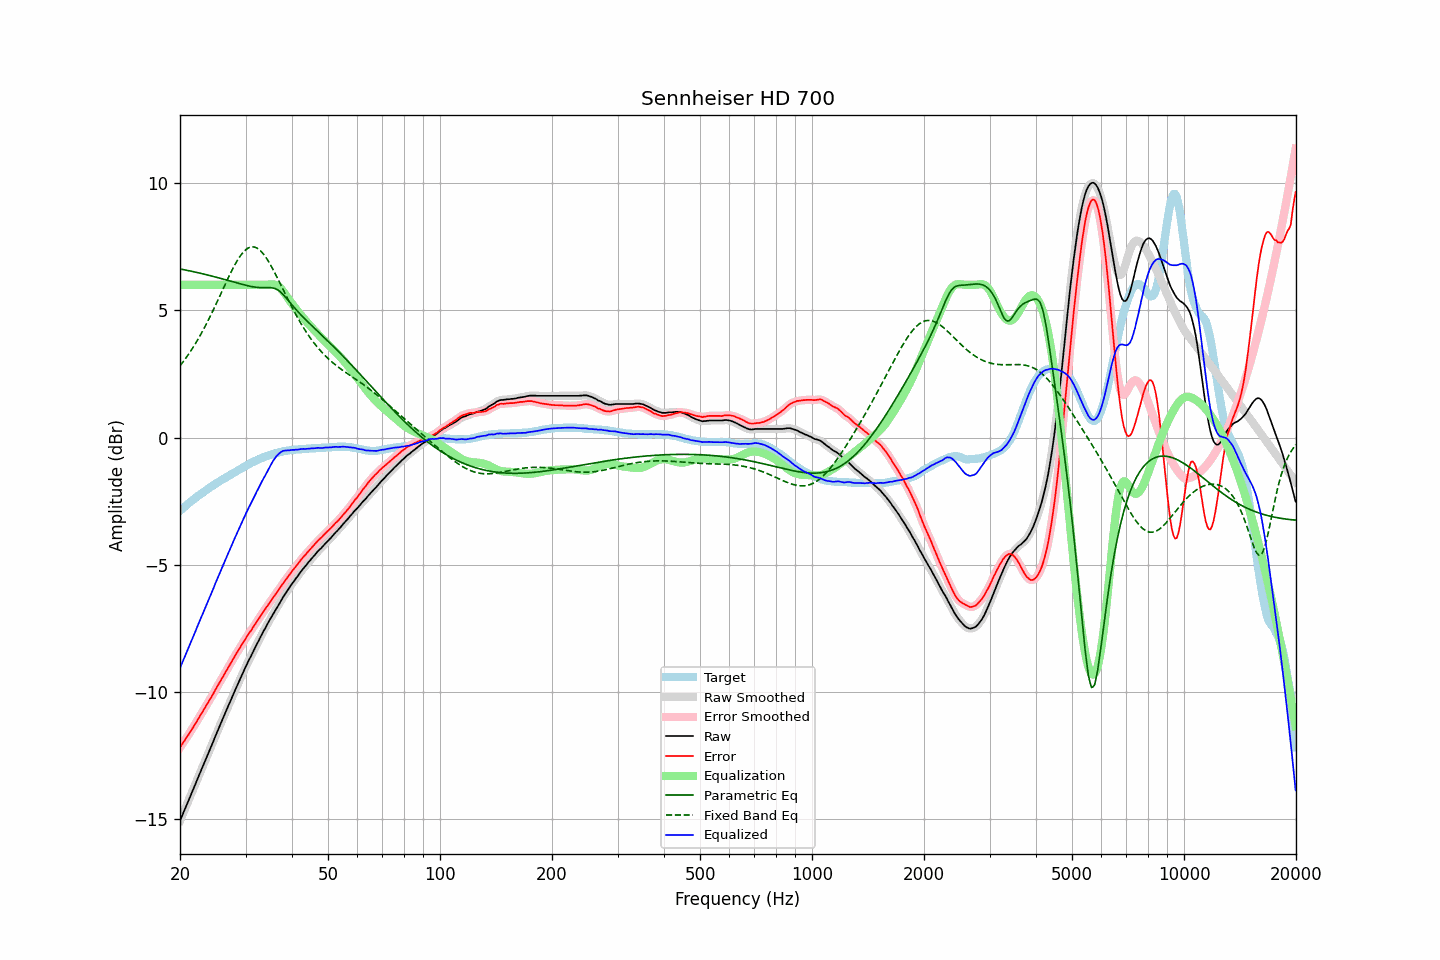 Sennheiser HD 700
Amplitude (dBr)
10
5
0
−5
−10
−15
Target
Raw Smoothed
Error Smoothed
Raw
Error
Equalization
Parametric Eq
Fixed Band Eq
Equalized
20 50 100 200 500 1000 2000 5000 10000 20000
Frequency (Hz)